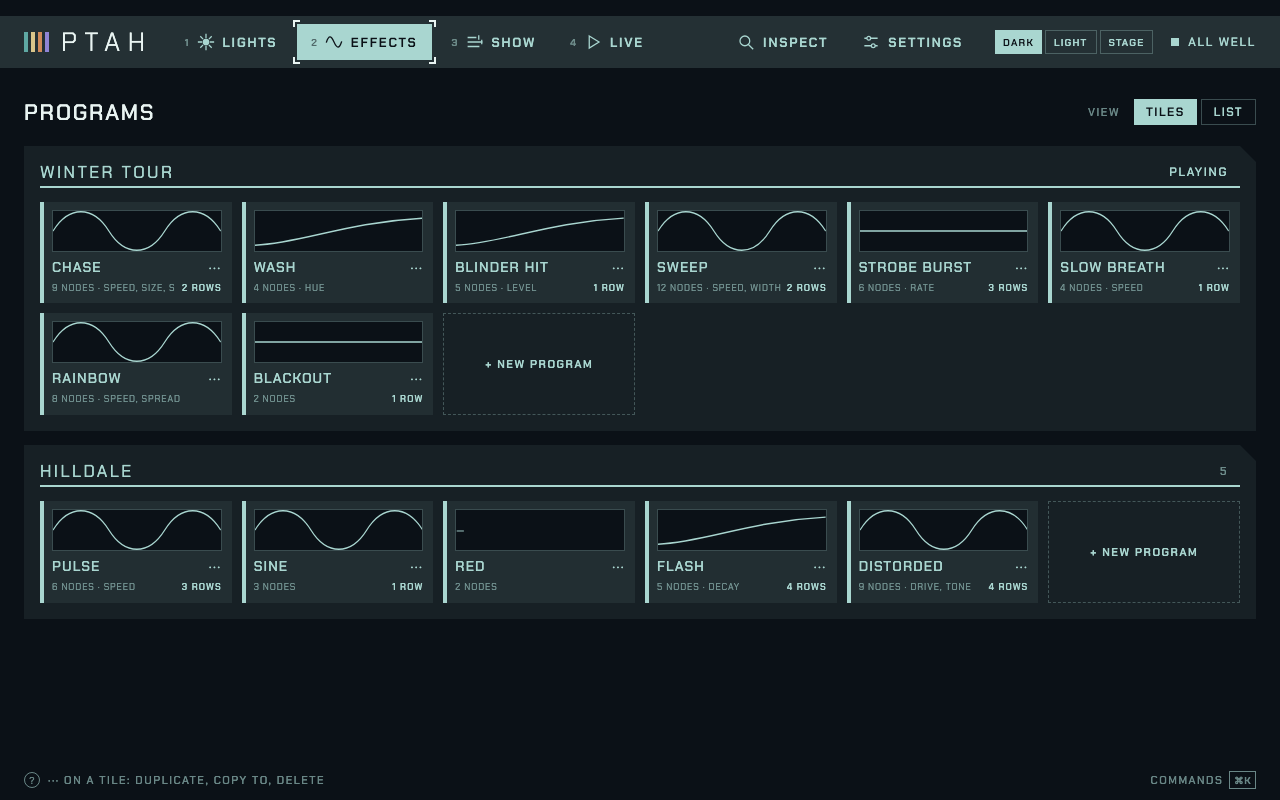 PTAH 1 LIGHTS 2 EFFECTS 3 SHOW 4 LIVE INSPECT SETTINGS DARK LIGHT STAGE ALL WELL
PROGRAMS VIEW TILES LIST
WINTER TOUR PLAYING
CHASE ··· WASH ··· BLINDER HIT ··· SWEEP ··· STROBE BURST ··· SLOW BREATH ···
9 NODES · SPEED, SIZE, S 2 ROWS 4 NODES · HUE 5 NODES · LEVEL 1 ROW 12 NODES · SPEED, WIDTH 2 ROWS 6 NODES · RATE 3 ROWS 4 NODES · SPEED 1 ROW
+ NEW PROGRAM
RAINBOW ··· BLACKOUT ···
8 NODES · SPEED, SPREAD 2 NODES 1 ROW
HILLDALE 5
+ NEW PROGRAM
PULSE ··· SINE ··· RED ··· FLASH ··· DISTORTED ···
6 NODES · SPEED 3 ROWS 3 NODES 1 ROW 2 NODES 5 NODES · DECAY 4 ROWS 9 NODES · DRIVE, TONE 4 ROWS
? ··· ON A TILE: DUPLICATE, COPY TO, DELETE COMMANDS ⌘K